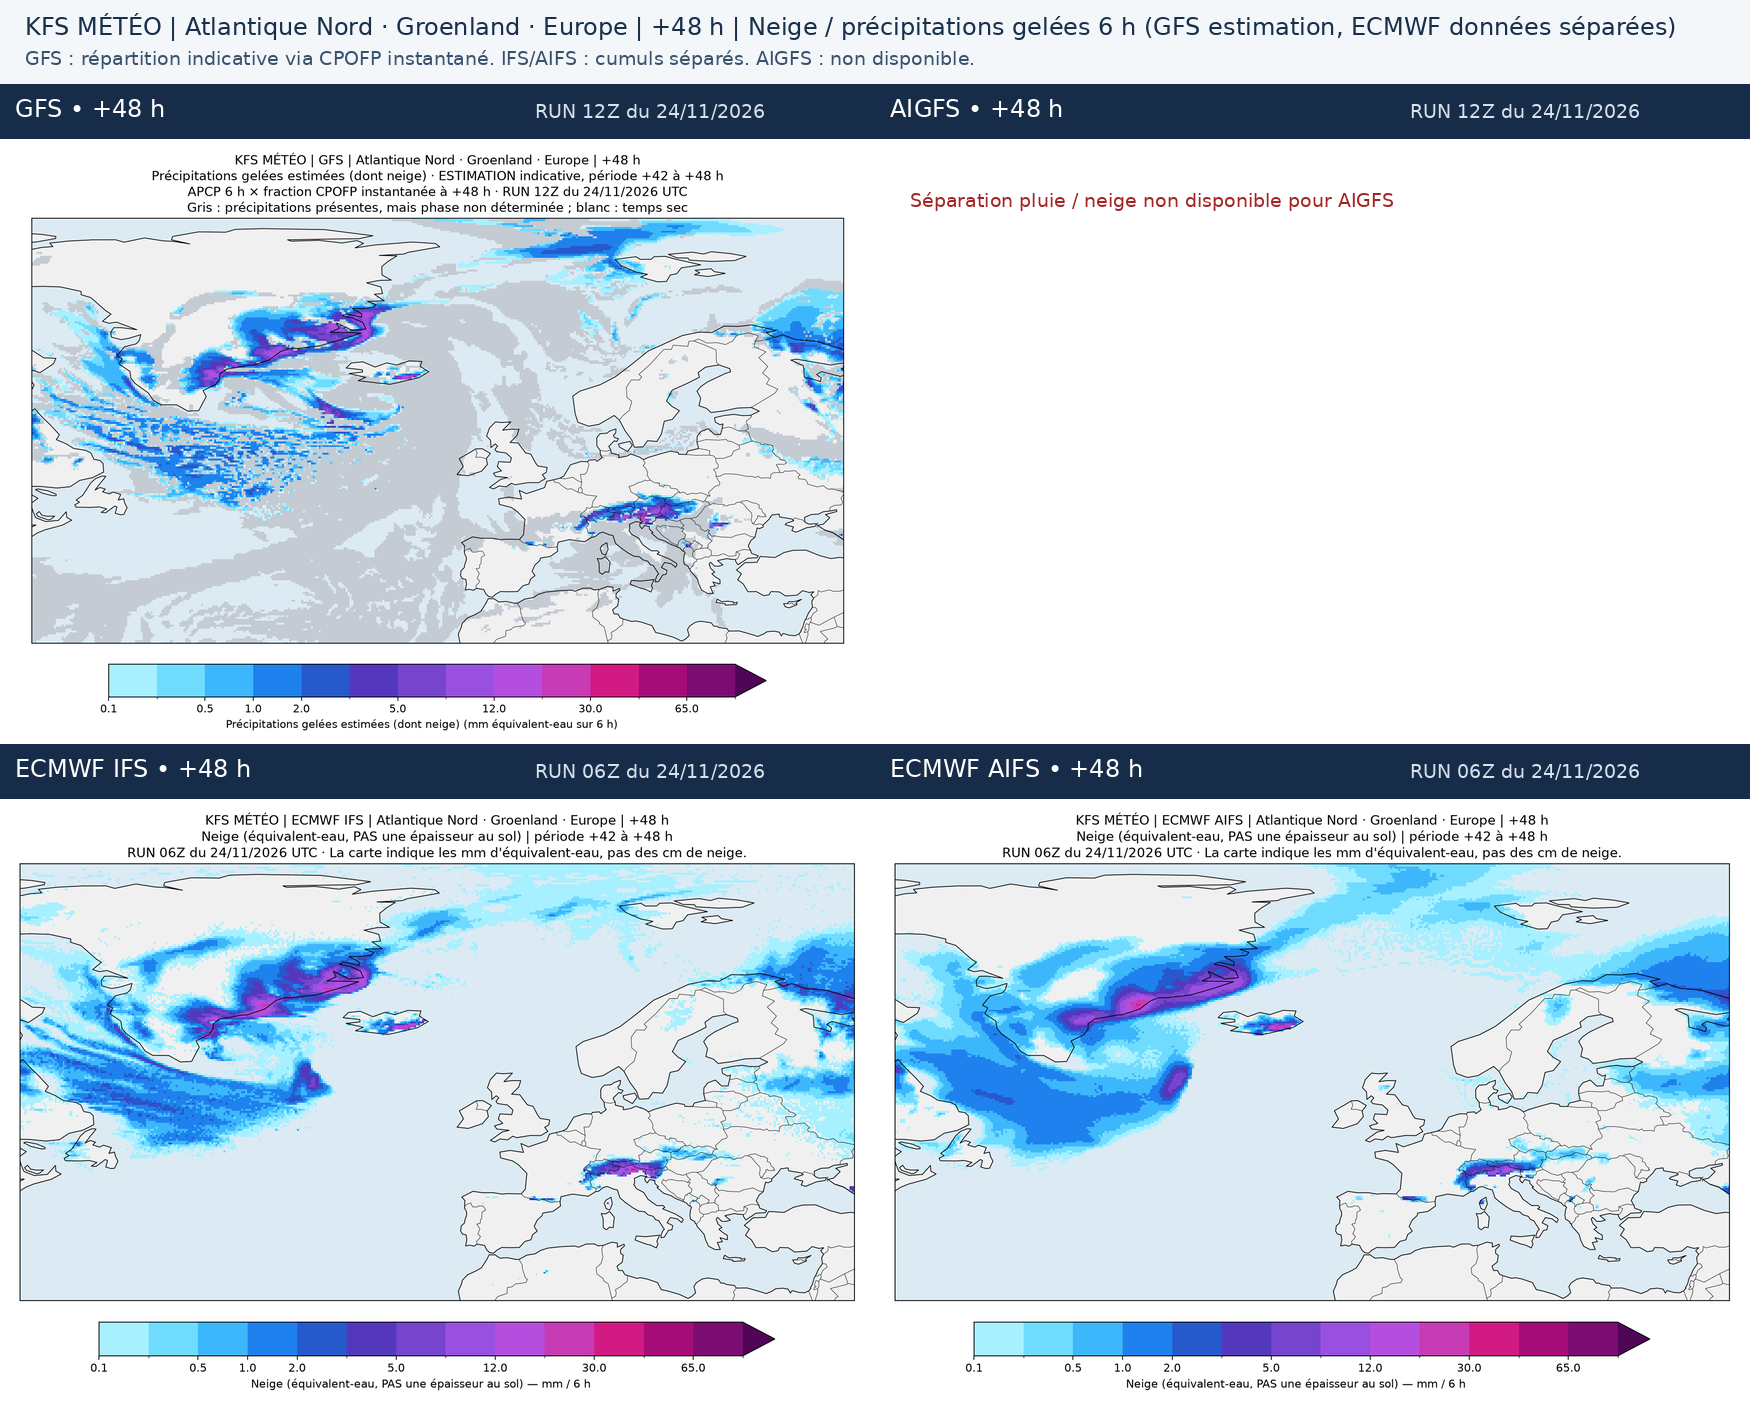 KFS MÉTÉO | Atlantique Nord · Groenland · Europe | +48 h | Neige / précipitations gelées 6 h (GFS estimation, ECMWF données séparées)
GFS : répartition indicative via CPOFP instantané. IFS/AIFS : cumuls séparés. AIGFS : non disponible.
GFS • +48 h
RUN 12Z du 24/11/2026
AIGFS • +48 h
RUN 12Z du 24/11/2026
KFS MÉTÉO | GFS | Atlantique Nord · Groenland · Europe | +48 h
Précipitations gelées estimées (dont neige) · ESTIMATION indicative, période +42 à +48 h
APCP 6 h × fraction CPOFP instantanée à +48 h · RUN 12Z du 24/11/2026 UTC
Gris : précipitations présentes, mais phase non déterminée ; blanc : temps sec
Séparation pluie / neige non disponible pour AIGFS
0.1 0.5 1.0 2.0 5.0 12.0 30.0 65.0
Précipitations gelées estimées (dont neige) (mm équivalent-eau sur 6 h)
ECMWF IFS • +48 h
RUN 06Z du 24/11/2026
ECMWF AIFS • +48 h
RUN 06Z du 24/11/2026
KFS MÉTÉO | ECMWF IFS | Atlantique Nord · Groenland · Europe | +48 h
Neige (équivalent-eau, PAS une épaisseur au sol) | période +42 à +48 h
RUN 06Z du 24/11/2026 UTC · La carte indique les mm d'équivalent-eau, pas des cm de neige.
0.1 0.5 1.0 2.0 5.0 12.0 30.0 65.0
Neige (équivalent-eau, PAS une épaisseur au sol) — mm / 6 h
KFS MÉTÉO | ECMWF AIFS | Atlantique Nord · Groenland · Europe | +48 h
Neige (équivalent-eau, PAS une épaisseur au sol) | période +42 à +48 h
RUN 06Z du 24/11/2026 UTC · La carte indique les mm d'équivalent-eau, pas des cm de neige.
0.1 0.5 1.0 2.0 5.0 12.0 30.0 65.0
Neige (équivalent-eau, PAS une épaisseur au sol) — mm / 6 h